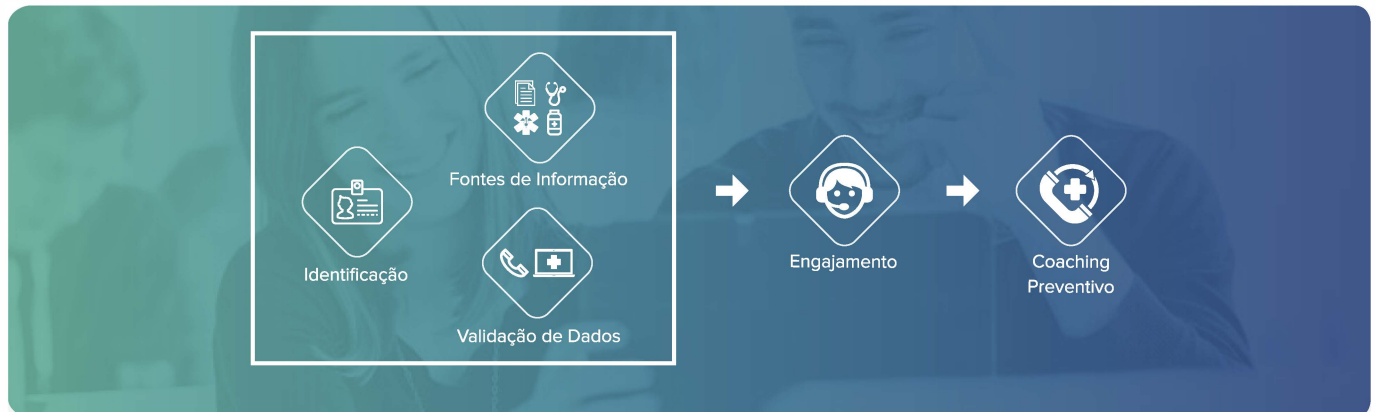 Identificação
Fontes de Informação
Validação de Dados
Engajamento
Coaching
Preventivo